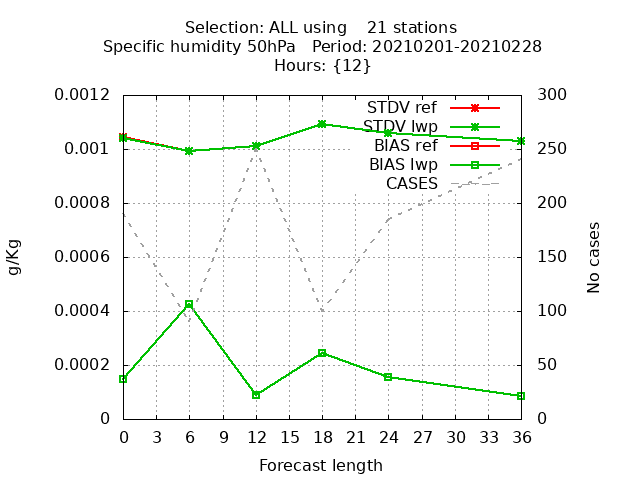 Selection: ALL using    21 stations
Specific humidity 50hPa   Period: 20210201-20210228
Hours: {12}
0.0012
0.001
0.0008
0.0006
0.0004
0.0002
0
g/Kg
STDV ref
STDV lwp
BIAS ref
BIAS lwp
CASES
300
250
200
150
100
50
0
No cases
0 3 6 9 12 15 18 21 24 27 30 33 36
Forecast length